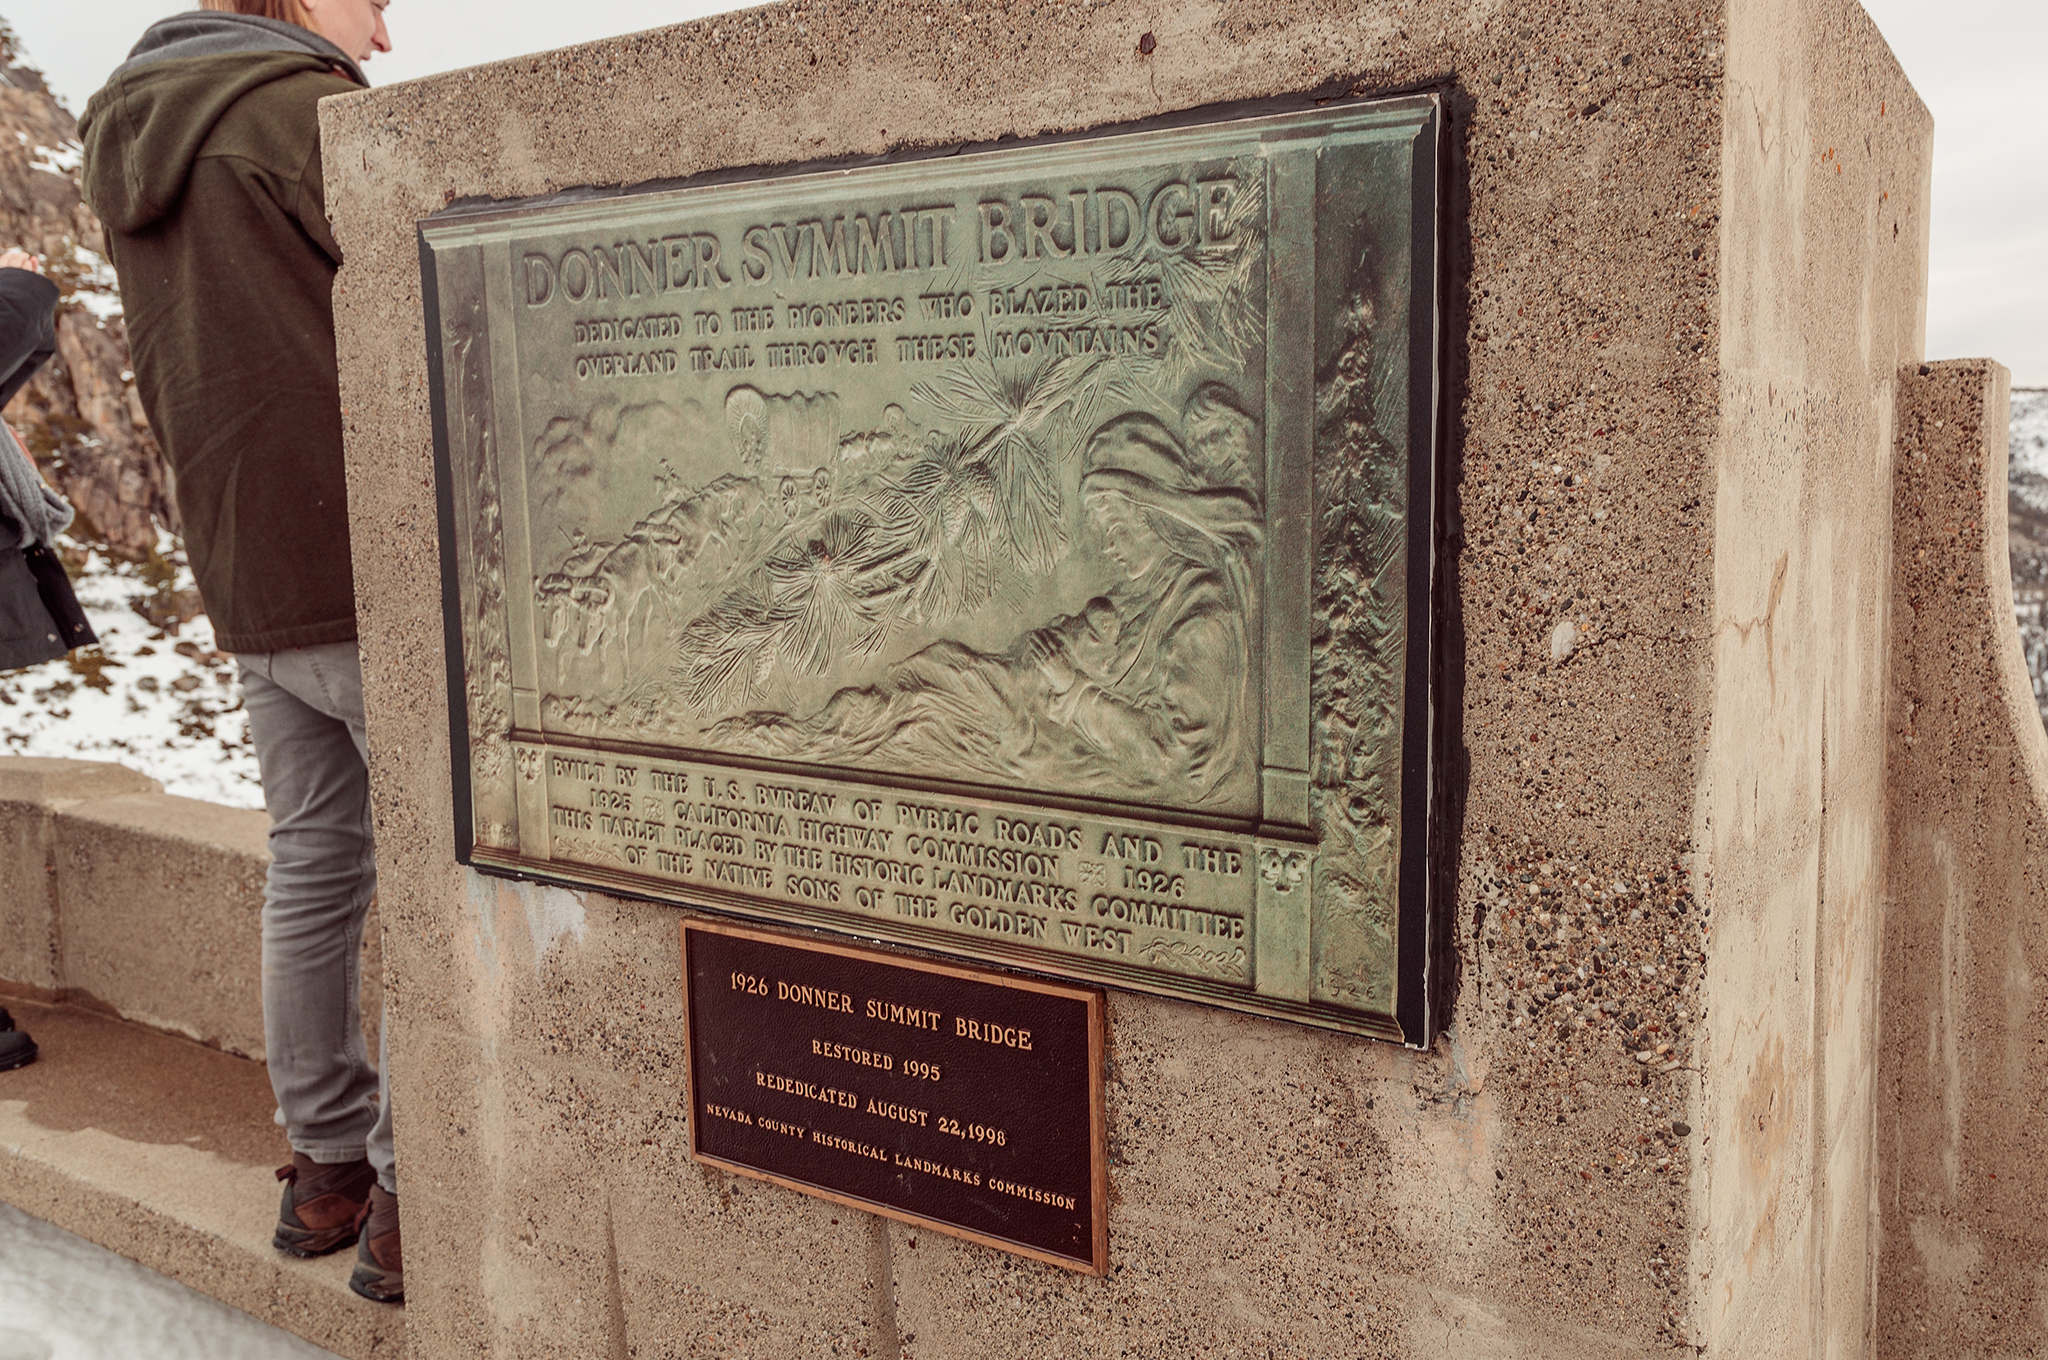 DONNER SVMMIT BRIDGE
DEDICATED TO THE PIONEERS WHO BLAZED THE
OVERLAND TRAIL THROVGH THESE MOVNTAINS
BVILT BY THE U.S. BVREAV OF PVBLIC ROADS AND THE
1925 CALIFORNIA HIGHWAY COMMISSION 1926
THIS TABLET PLACED BY THE HISTORIC LANDMARKS COMMITTEE
OF THE NATIVE SONS OF THE GOLDEN WEST
1926
1926 DONNER SUMMIT BRIDGE
RESTORED 1995
REDEDICATED AUGUST 22,1998
NEVADA COUNTY HISTORICAL LANDMARKS COMMISSION